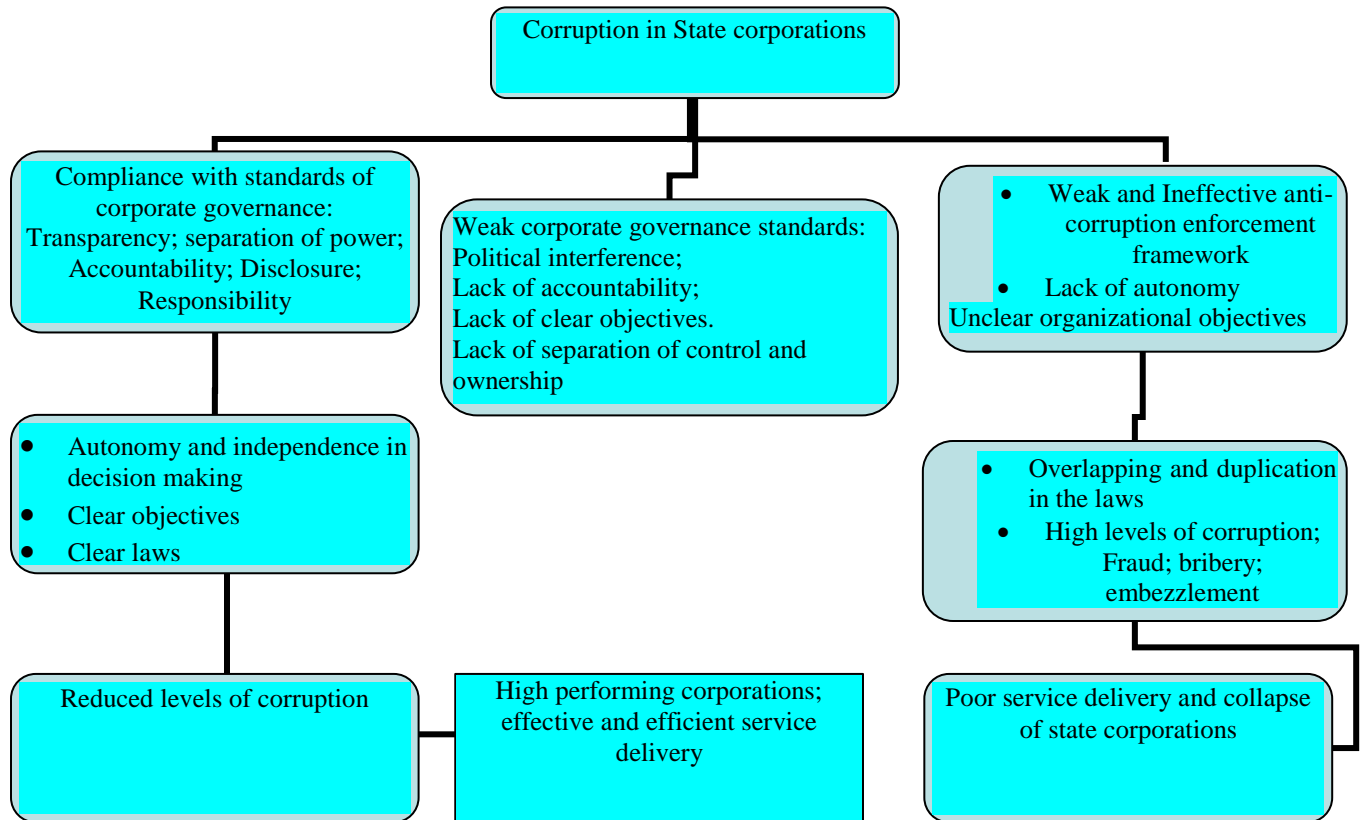 Corruption in State corporations
Compliance with standards of
corporate governance:
Transparency; separation of power;
Accountability; Disclosure;
Responsibility
Weak corporate governance standards:
Political interference;
Lack of accountability;
Lack of clear objectives.
Lack of separation of control and
ownership
• Weak and Ineffective anti-
corruption enforcement
framework
• Lack of autonomy
Unclear organizational objectives
• Autonomy and independence in
decision making
• Clear objectives
• Clear laws
• Overlapping and duplication
in the laws
• High levels of corruption;
Fraud; bribery;
embezzlement
Reduced levels of corruption
High performing corporations;
effective and efficient service
delivery
Poor service delivery and collapse
of state corporations